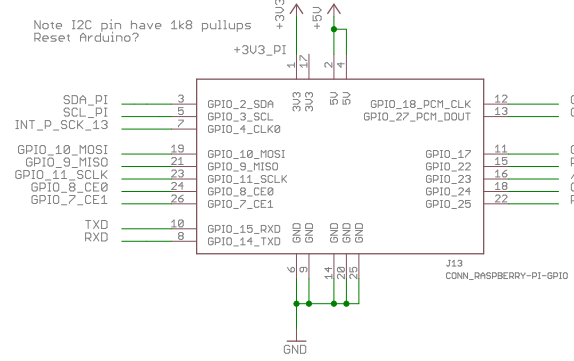 Note I2C pin have 1k8 pullups
Reset Arduino?
+3V3
+5V
+3V3_PI
1
17
2
4
3V3
3V3
5V
5V
SDA_PI 3 GPIO_2_SDA
SCL_PI 5 GPIO_3_SCL
INT_P_SCK_13 7 GPIO_4_CLK0
GPIO_10_MOSI 19 GPIO_10_MOSI
GPIO_9_MISO 21 GPIO_9_MISO
GPIO_11_SCLK 23 GPIO_11_SCLK
GPIO_8_CE0 24 GPIO_8_CE0
GPIO_7_CE1 26 GPIO_7_CE1
TXD 10 GPIO_15_RXD
RXD 8 GPIO_14_TXD
GPIO_18_PCM_CLK 12
GPIO_27_PCM_DOUT 13
GPIO_17 11
GPIO_22 15
GPIO_23 16
GPIO_24 18
GPIO_25 22
GND
GND
GND
GND
GND
6
9
14
20
25
J13
CONN_RASPBERRY-PI-GPIO
GND